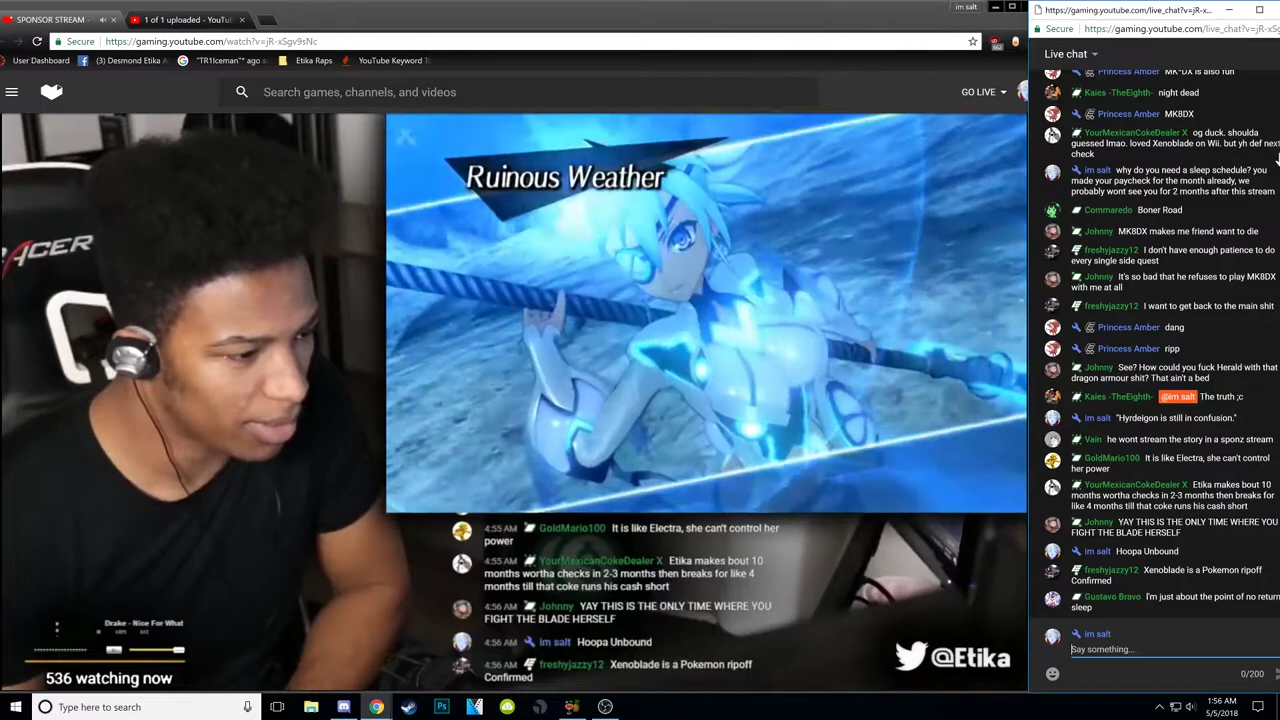 im salt
https://gaming.youtube.com/live_chat?v=jR-x...
SPONSOR STREAM -
1 of 1 uploaded - YouTu
Secure
https://gaming.youtube.com/watch?v=jR-xSgv9sNc
Secure
https://gaming.youtube.com/live_chat?v=jR-xSg
User Dashboard
(3) Desmond Etika A
"TR1Iceman"* ago s
Etika Raps
YouTube Keyword T
Live chat
Search games, channels, and videos
GO LIVE
Princess Amber MK*DX is also fun
Kaies -TheEighth- night dead
Princess Amber MK8DX
YourMexicanCokeDealer X og duck. shoulda
guessed lmao. loved Xenoblade on Wii. but yh def next
check
im salt why do you need a sleep schedule? you
made your paycheck for the month already, we
probably wont see you for 2 months after this stream
Commaredo Boner Road
Johnny MK8DX makes me friend want to die
freshyjazzy12 I don't have enough patience to do
every single side quest
Johnny It's so bad that he refuses to play MK8DX
with me at all
freshyjazzy12 I want to get back to the main shit
Princess Amber dang
Princess Amber ripp
Johnny See? How could you fuck Herald with that
dragon armour shit? That ain't a bed
Kaies -TheEighth- @im salt The truth ;c
im salt "Hyrdeigon is still in confusion."
Vain he wont stream the story in a sponz stream
GoldMario100 It is like Electra, she can't control
her power
YourMexicanCokeDealer X Etika makes bout 10
months wortha checks in 2-3 months then breaks for
like 4 months till that coke runs his cash short
Johnny YAY THIS IS THE ONLY TIME WHERE YOU
FIGHT THE BLADE HERSELF
im salt Hoopa Unbound
freshyjazzy12 Xenoblade is a Pokemon ripoff
Confirmed
Gustavo Bravo I'm just about the point of no return
sleep
im salt
Say something...
0/200
Ruinous Weather
ACER
4:55 AM GoldMario100 It is like Electra, she can't control her
power
4:55 AM YourMexicanCokeDealer X Etika makes bout 10
months wortha checks in 2-3 months then breaks for like 4
months till that coke runs his cash short
4:56 AM Johnny YAY THIS IS THE ONLY TIME WHERE YOU
FIGHT THE BLADE HERSELF
4:56 AM im salt Hoopa Unbound
4:56 AM freshyjazzy12 Xenoblade is a Pokemon ripoff
Confirmed
Drake - Nice For What
536 watching now
@Etika
Type here to search
1:56 AM
5/5/2018